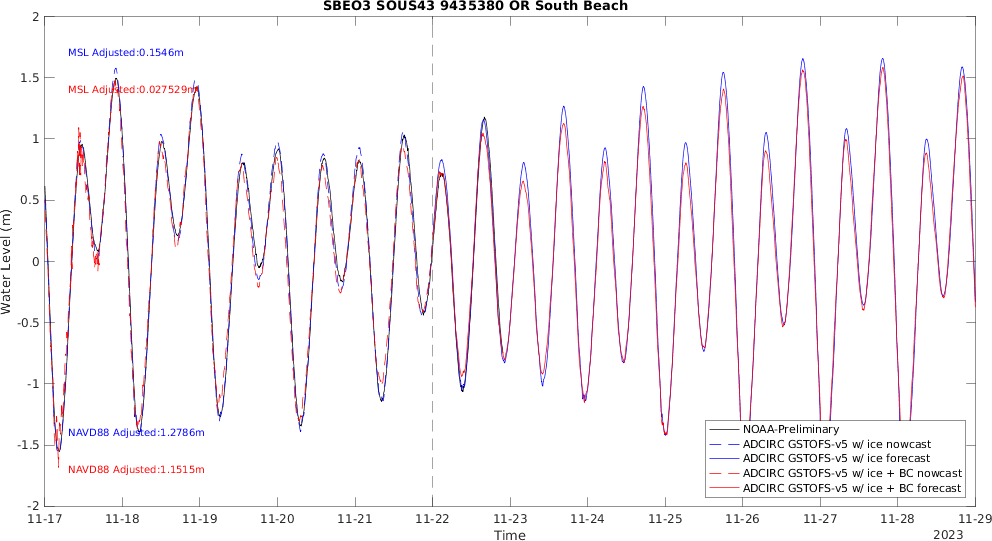 SBEO3 SOUS43 9435380 OR South Beach
2
1.5
1
0.5
0
-0.5
-1
-1.5
-2
Water Level (m)
MSL Adjusted:0.1546m
MSL Adjusted:0.027529m
NAVD88 Adjusted:1.2786m
NAVD88 Adjusted:1.1515m
NOAA-Preliminary
ADCIRC GSTOFS-v5 w/ ice nowcast
ADCIRC GSTOFS-v5 w/ ice forecast
ADCIRC GSTOFS-v5 w/ ice + BC nowcast
ADCIRC GSTOFS-v5 w/ ice + BC forecast
11-17 11-18 11-19 11-20 11-21 11-22 11-23 11-24 11-25 11-26 11-27 11-28 11-29
Time
2023